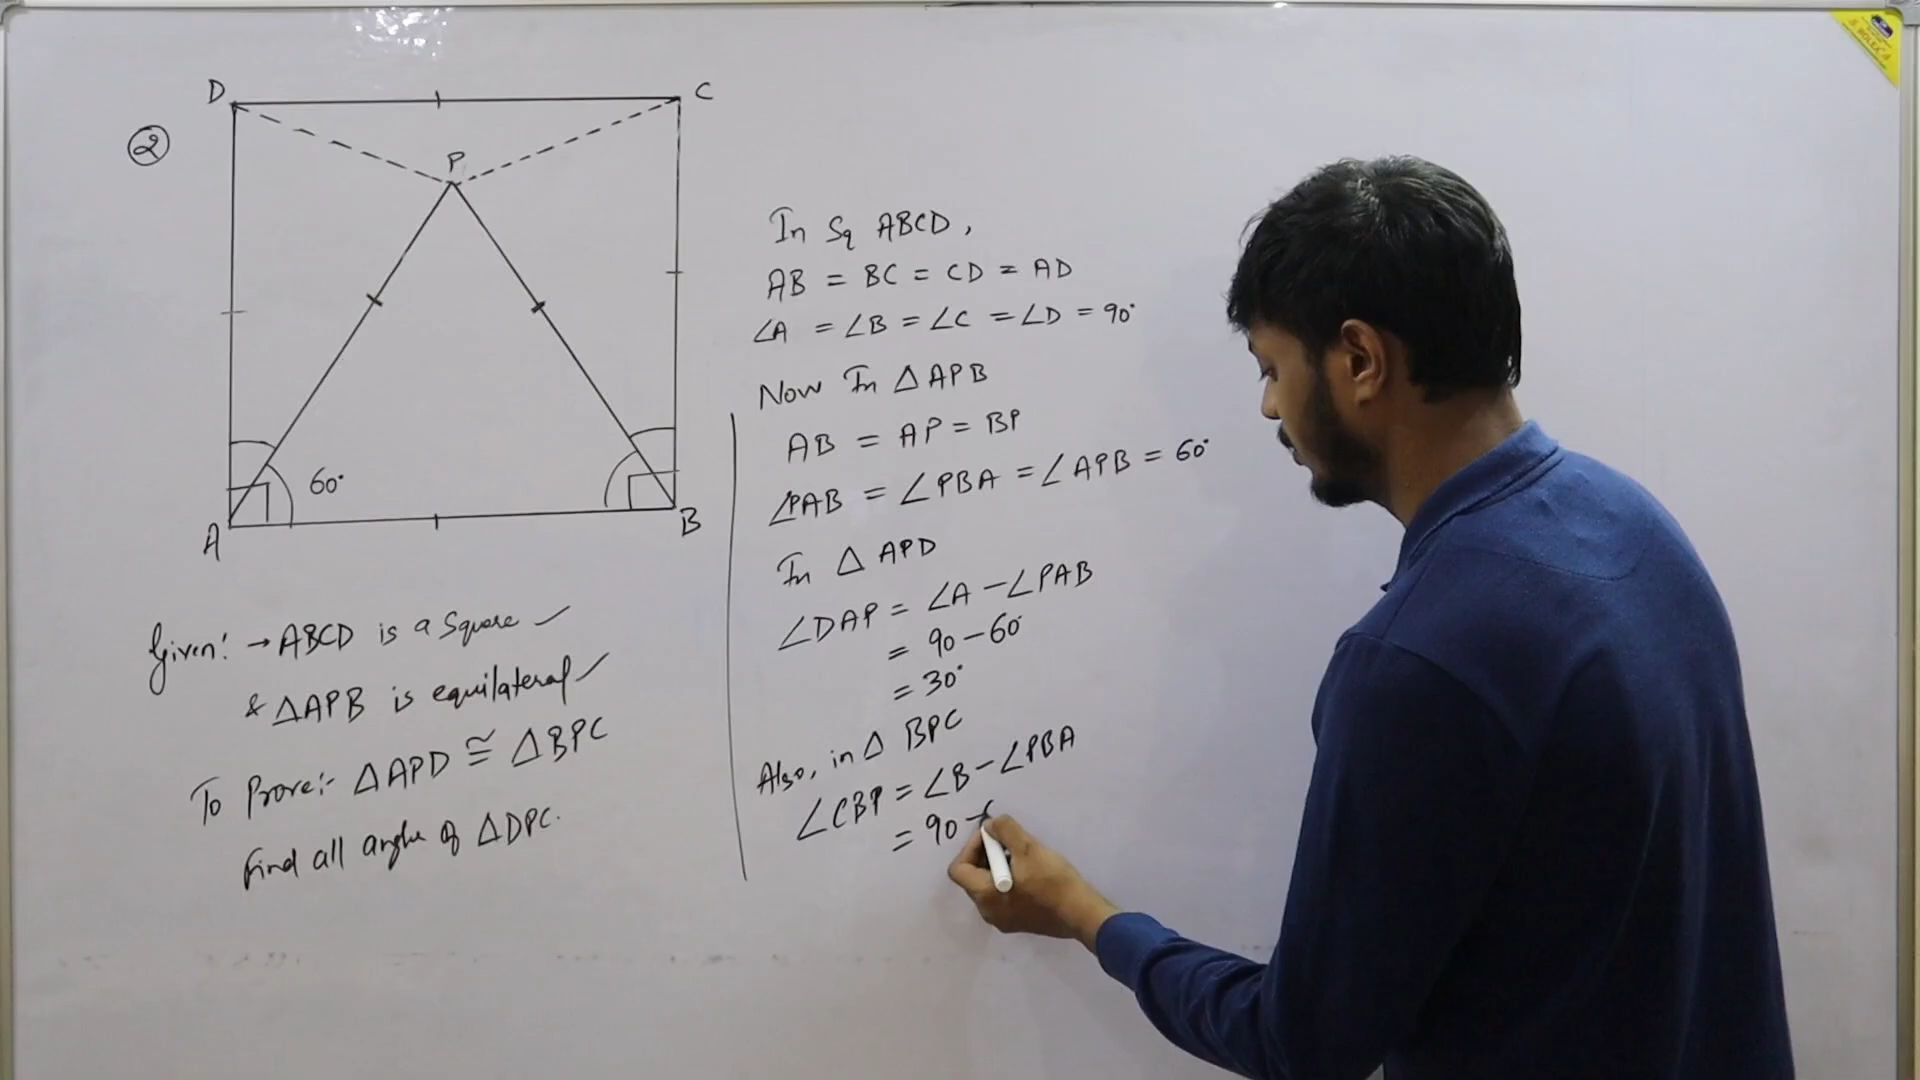 ②
D
C
P
60°
A
B
Given: → ABCD is a Square ✓
& △APB is equilateral ✓
To Prove:- △APD ≅ △BPC
Find all angle of △DPC.
In Sq ABCD,
AB = BC = CD = AD
∠A = ∠B = ∠C = ∠D = 90°
Now In △APB
AB = AP = BP
∠PAB = ∠PBA = ∠APB = 60°
In △ APD
∠DAP = ∠A - ∠PAB
= 90 - 60°
= 30°
Also, in △ BPC
∠CBP = ∠B - ∠PBA
= 90 -